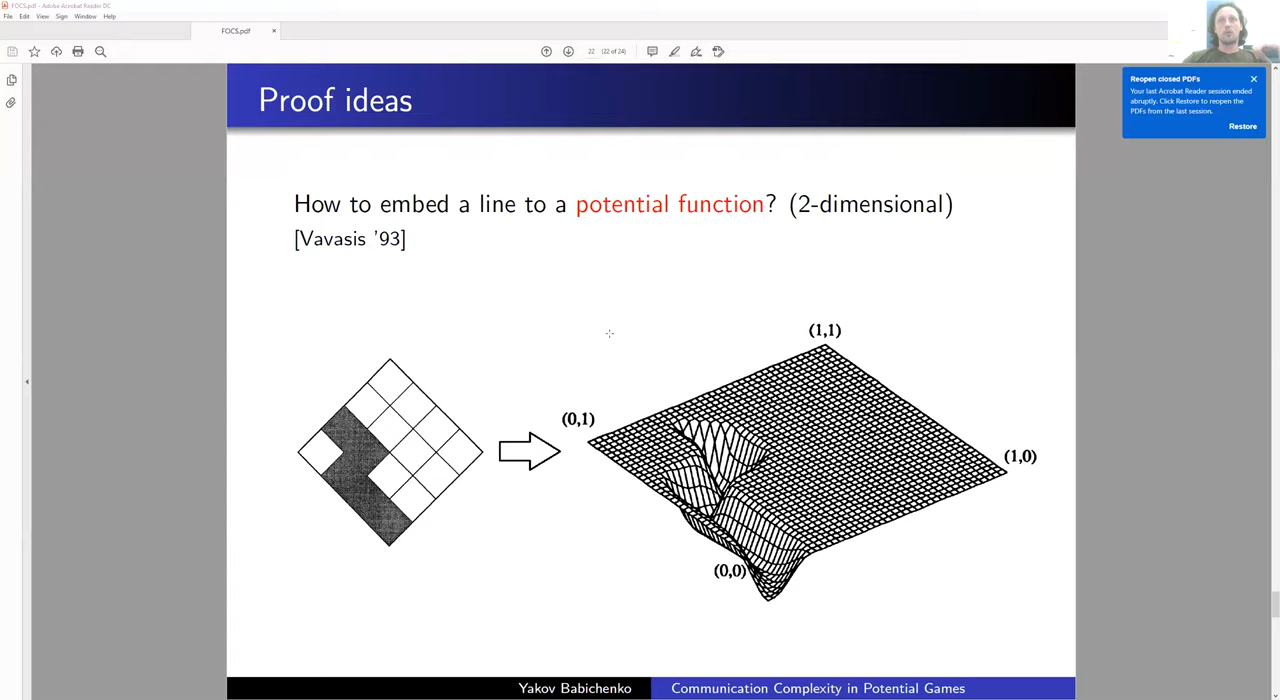 FOCS.pdf - Adobe Acrobat Reader DC
File Edit View Sign Window Help
FOCS.pdf ×
22 (22 of 24)
Reopen closed PDFs
Your last Acrobat Reader session ended
abruptly. Click Restore to reopen the
PDFs from the last session.
Restore
Proof ideas
How to embed a line to a potential function? (2-dimensional)
[Vavasis '93]
(1,1)
(0,1)
(1,0)
(0,0)
Yakov Babichenko Communication Complexity in Potential Games